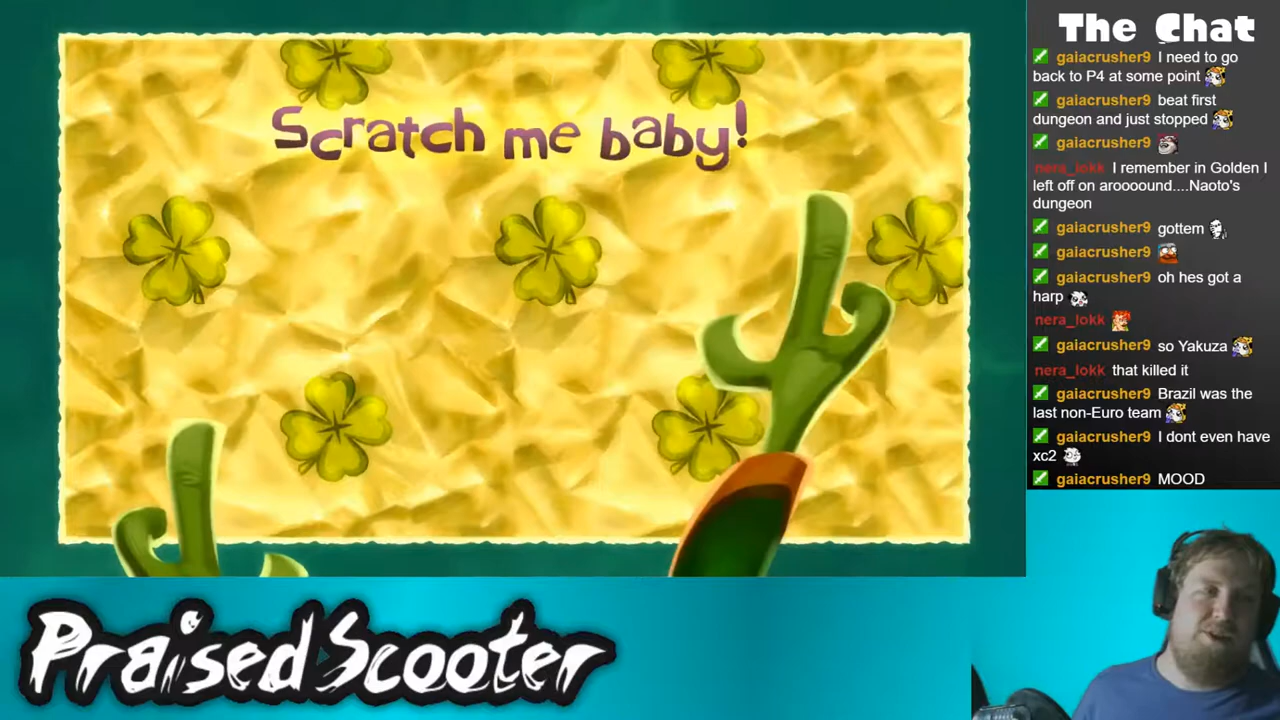 Scratch me baby!
The Chat
gaiacrusher9 I need to go
back to P4 at some point
gaiacrusher9 beat first
dungeon and just stopped
gaiacrusher9
nera_lokk I remember in Golden I
left off on aroooound....Naoto's
dungeon
gaiacrusher9 gottem
gaiacrusher9
gaiacrusher9 oh hes got a
harp
nera_lokk
gaiacrusher9 so Yakuza
nera_lokk that killed it
gaiacrusher9 Brazil was the
last non-Euro team
gaiacrusher9 I dont even have
xc2
gaiacrusher9 MOOD
PraisedScooter